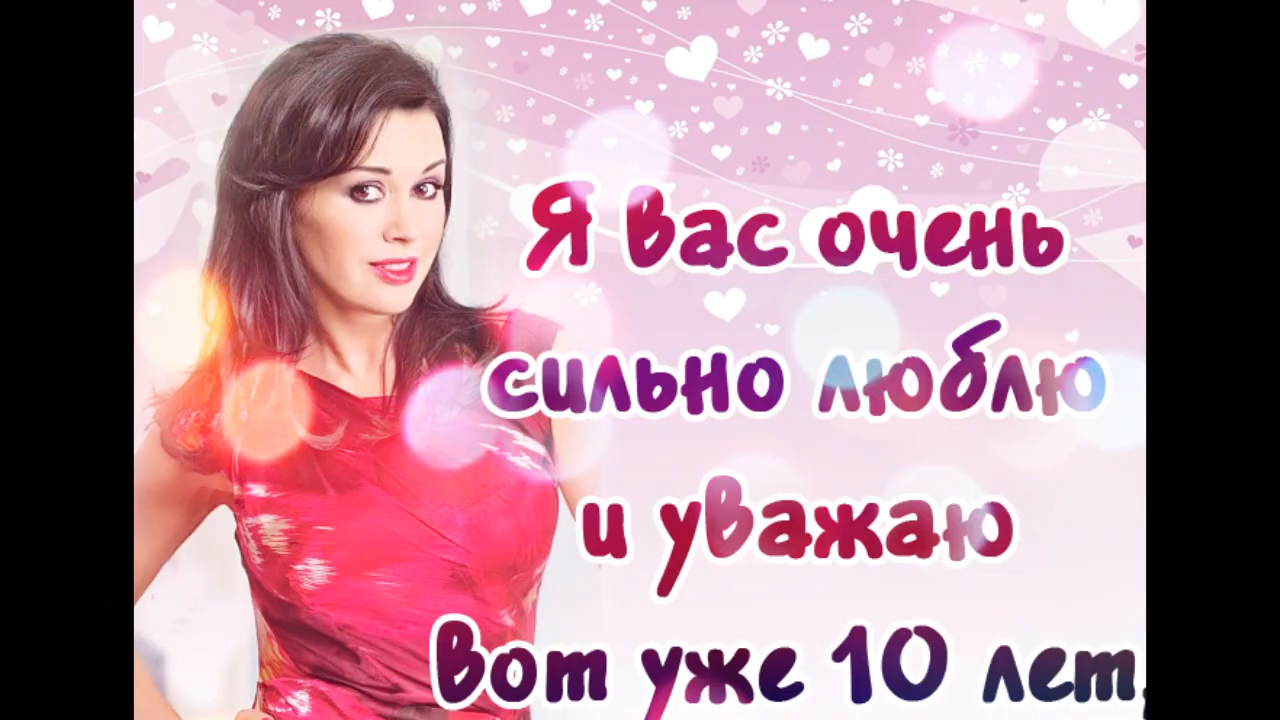 Я вас очень
сильно люблю
и уважаю
Вот уже 10 лет,